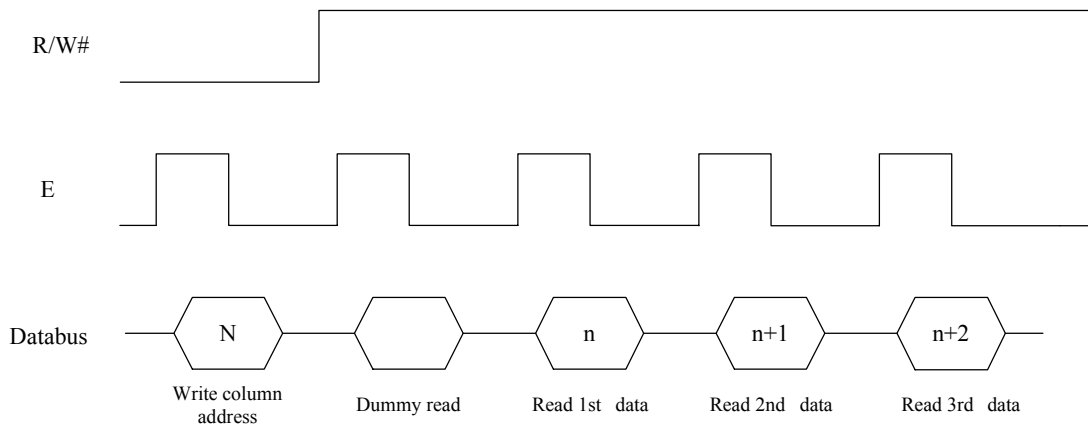 R/W#
E
Databus
N
n
n+1
n+2
Write column
address
Dummy read
Read 1st data
Read 2nd data
Read 3rd data